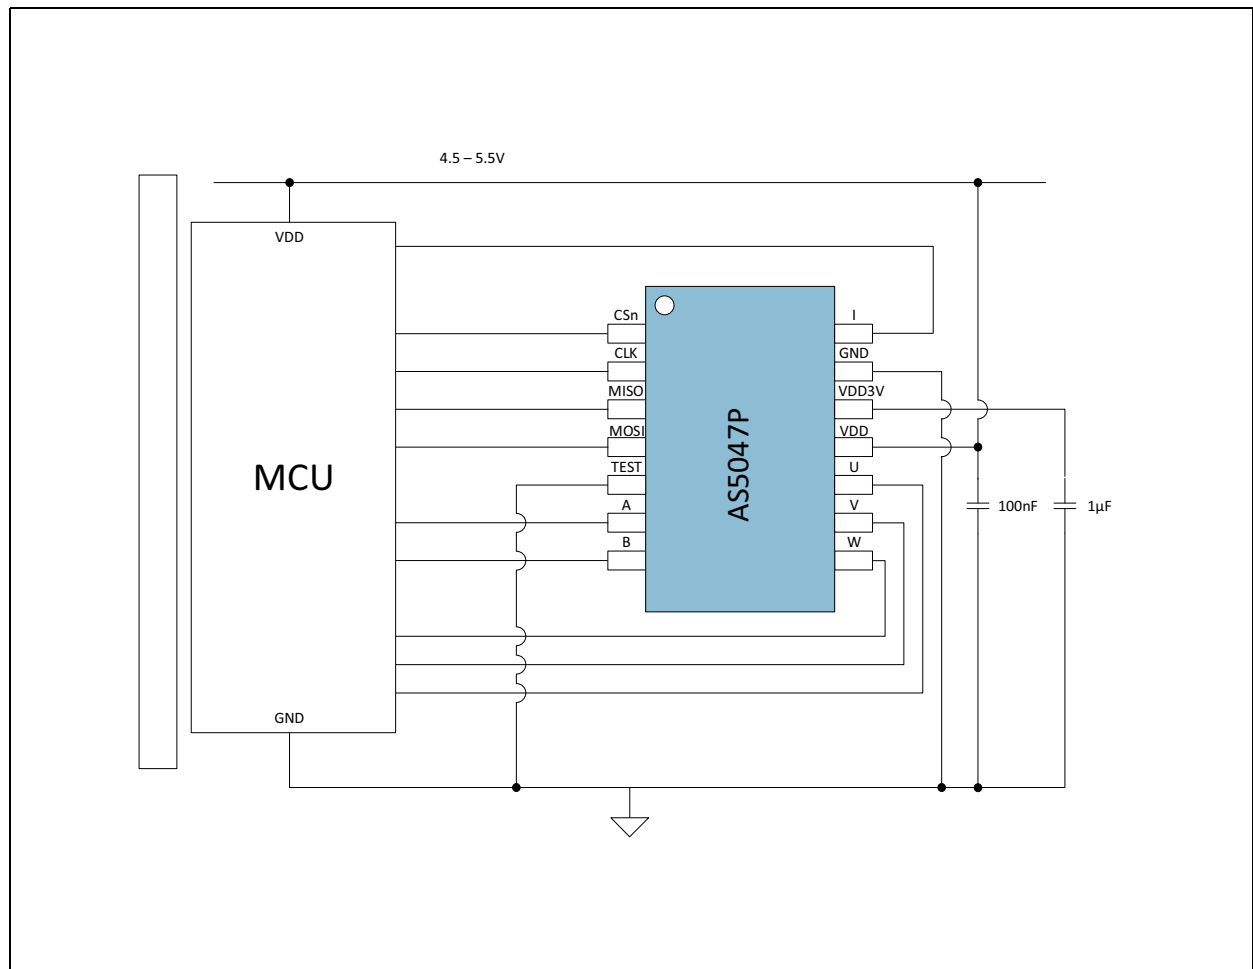 4.5 – 5.5V
VDD
MCU
GND
CSn
CLK
MISO
MOSI
TEST
A
B
AS5047P
I
GND
VDD3V
VDD
U
V
W
100nF
1µF